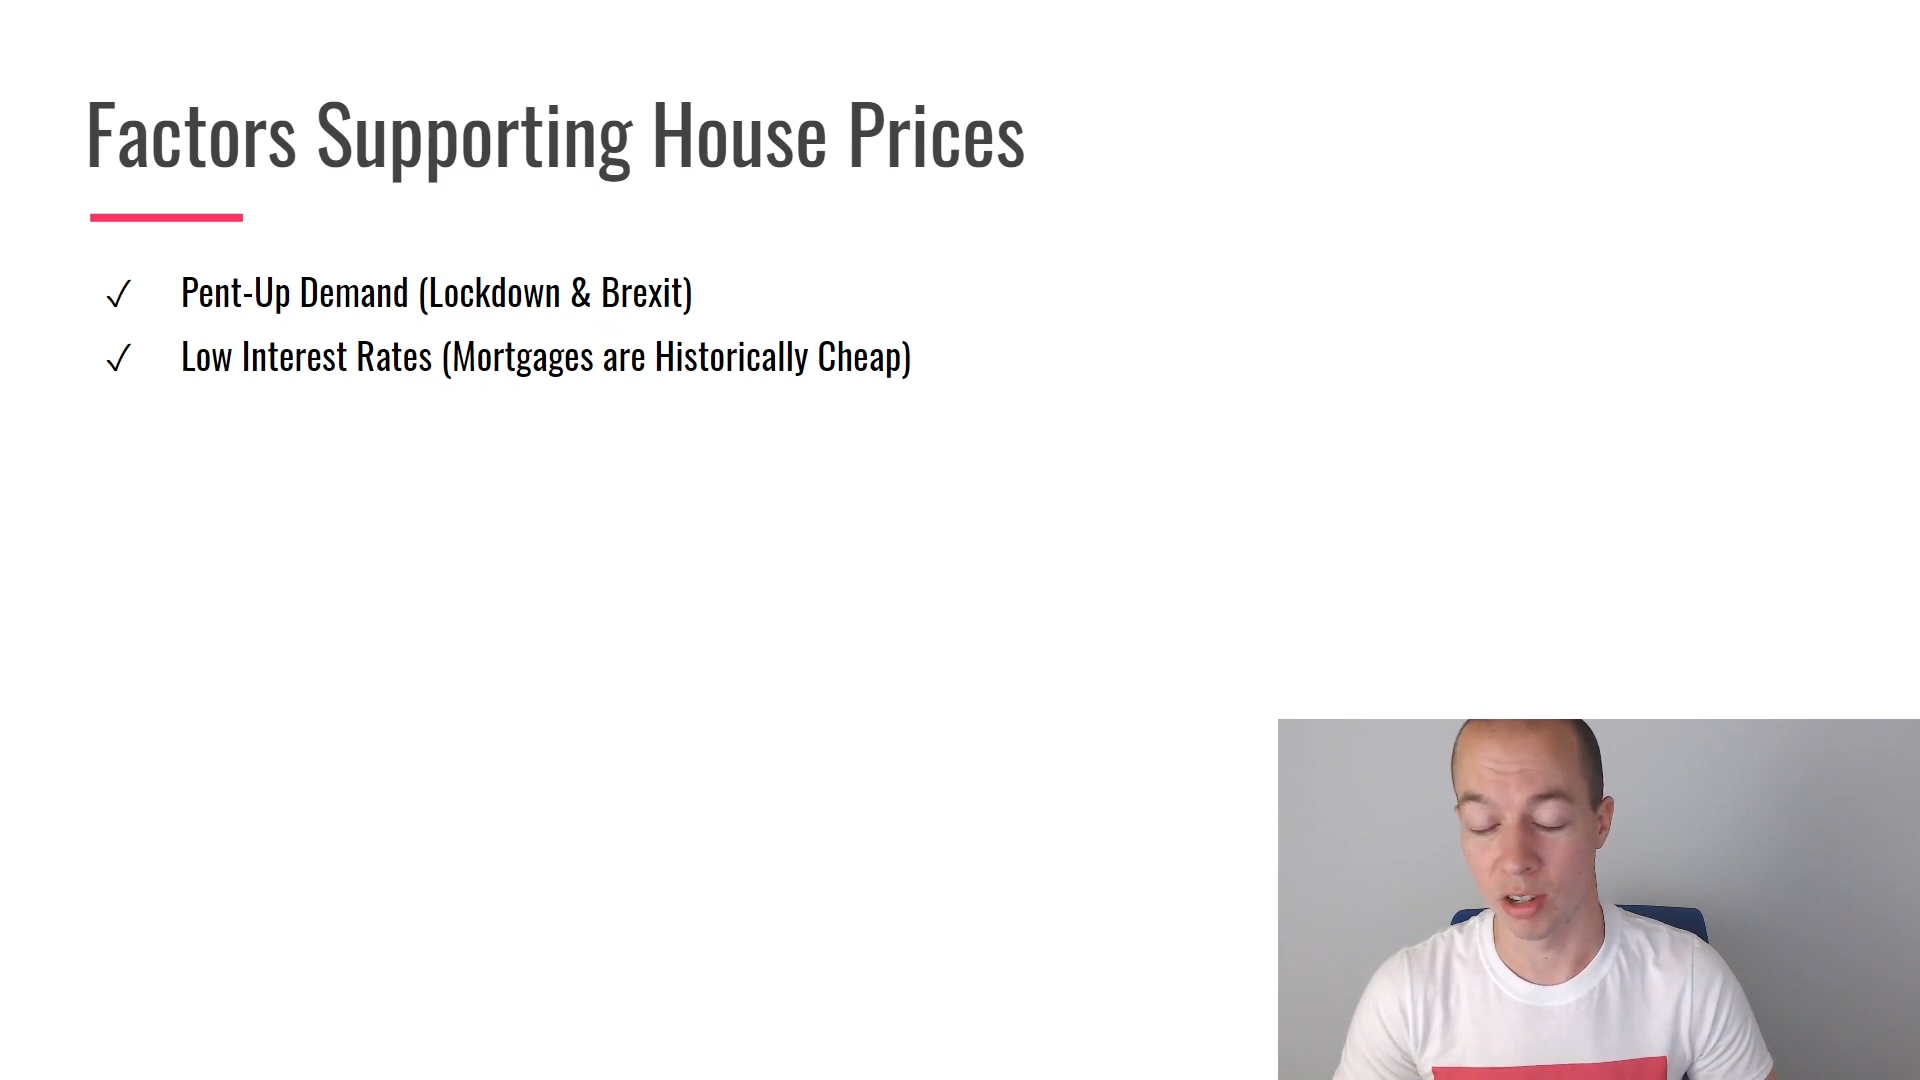 Factors Supporting House Prices
✓ Pent-Up Demand (Lockdown & Brexit)
✓ Low Interest Rates (Mortgages are Historically Cheap)